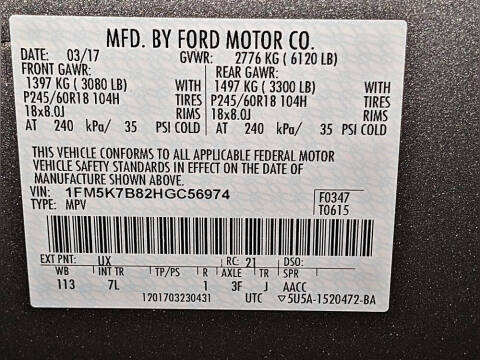 MFD. BY FORD MOTOR CO.
DATE: 03/17 GVWR: 2776 KG ( 6120 LB)
FRONT GAWR: REAR GAWR:
1397 KG ( 3080 LB) 1497 KG ( 3300 LB)
P245/60R18 104H TIRES P245/60R18 104H TIRES
18x8.0J RIMS 18x8.0J RIMS
AT 240 kPa/ 35 PSI COLD AT 240 kPa/ 35 PSI COLD
THIS VEHICLE CONFORMS TO ALL APPLICABLE FEDERAL MOTOR
VEHICLE SAFETY STANDARDS IN EFFECT ON THE DATE OF
MANUFACTURE SHOWN ABOVE.
VIN: 1FM5K7B82HGC56974 F0347
TYPE: MPV T0615
EXT PNT: UX RC: 21 DSO:
WB INT TR TP/PS R AXLE TR SPR
113 7L 1 3F J AACC
1201703230431 UTC ▽5U5A-1520472-BA